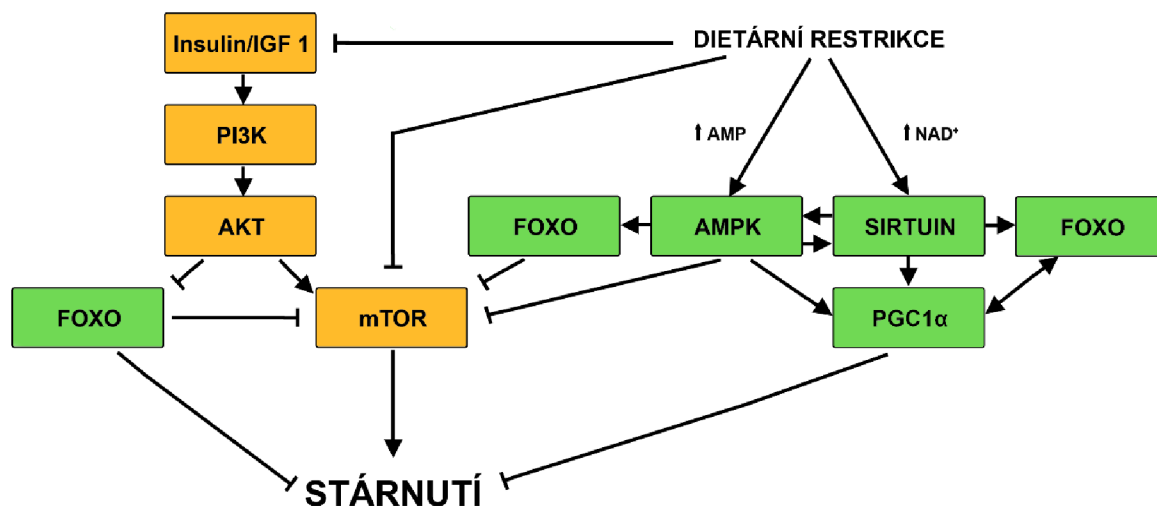 Insulin/IGF 1
DIETÁRNÍ RESTRIKCE
PI3K
⬆ AMP
⬆ NAD⁺
AKT
FOXO
AMPK
SIRTUIN
FOXO
FOXO
mTOR
PGC1α
STÁRNUTÍ